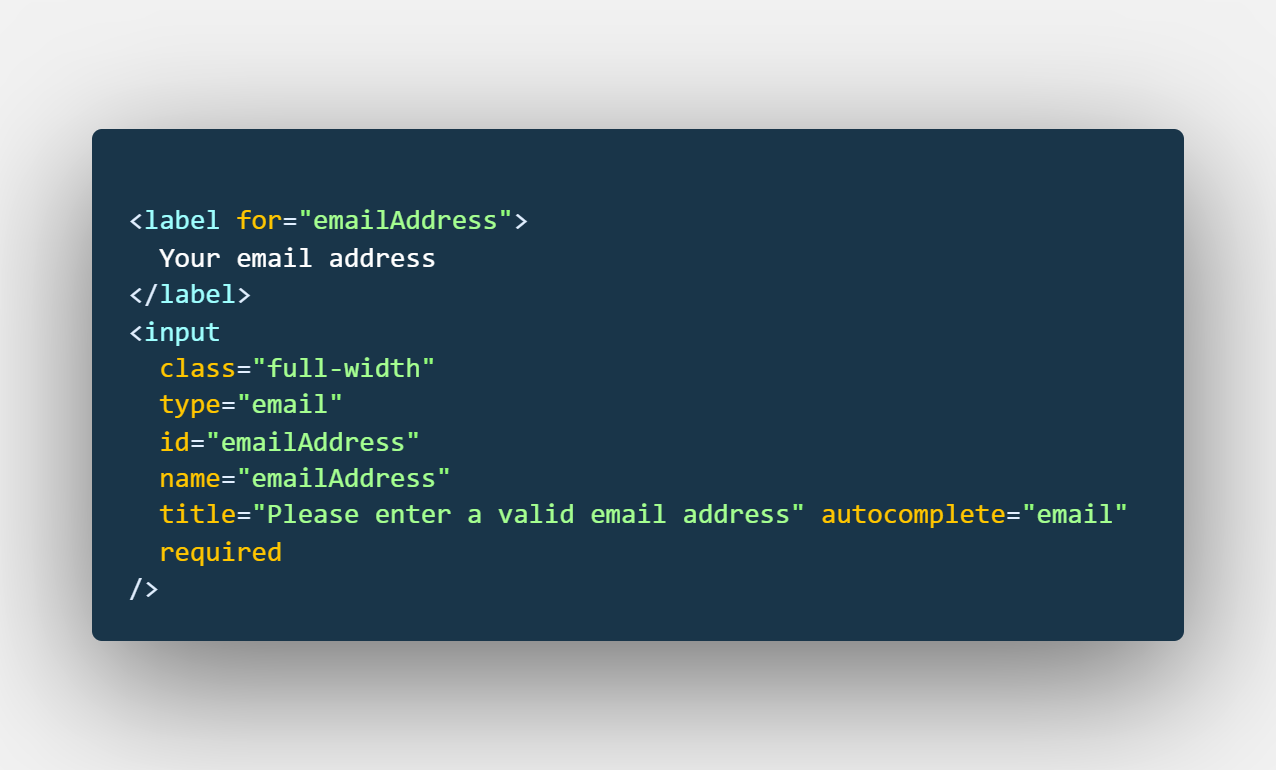 <label for="emailAddress">
  Your email address
</label>
<input
  class="full-width"
  type="email"
  id="emailAddress"
  name="emailAddress"
  title="Please enter a valid email address" autocomplete="email"
  required
/>